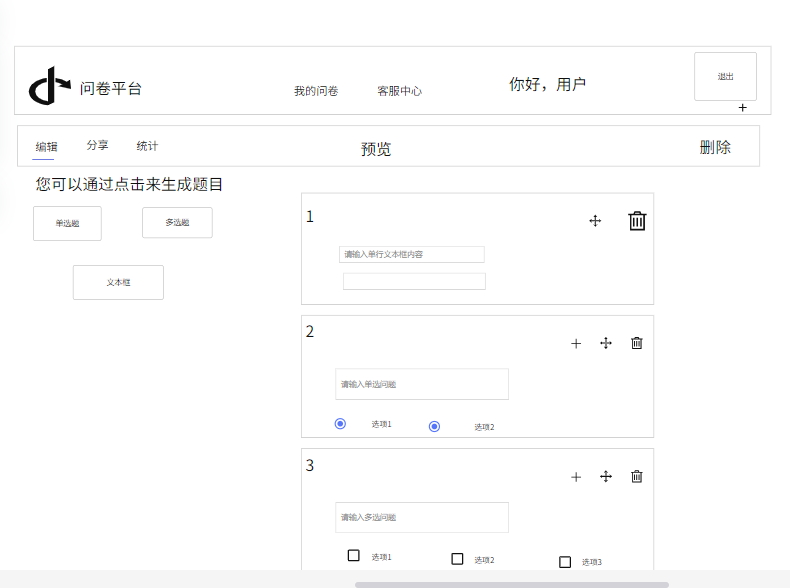 问卷平台
我的问卷
客服中心
你好，用户
退出
编辑
分享
统计
预览
删除
您可以通过点击来生成题目
单选题
多选题
文本框
1
请输入单行文本框内容
2
请输入单选问题
选项1
选项2
3
请输入多选问题
选项1
选项2
选项3